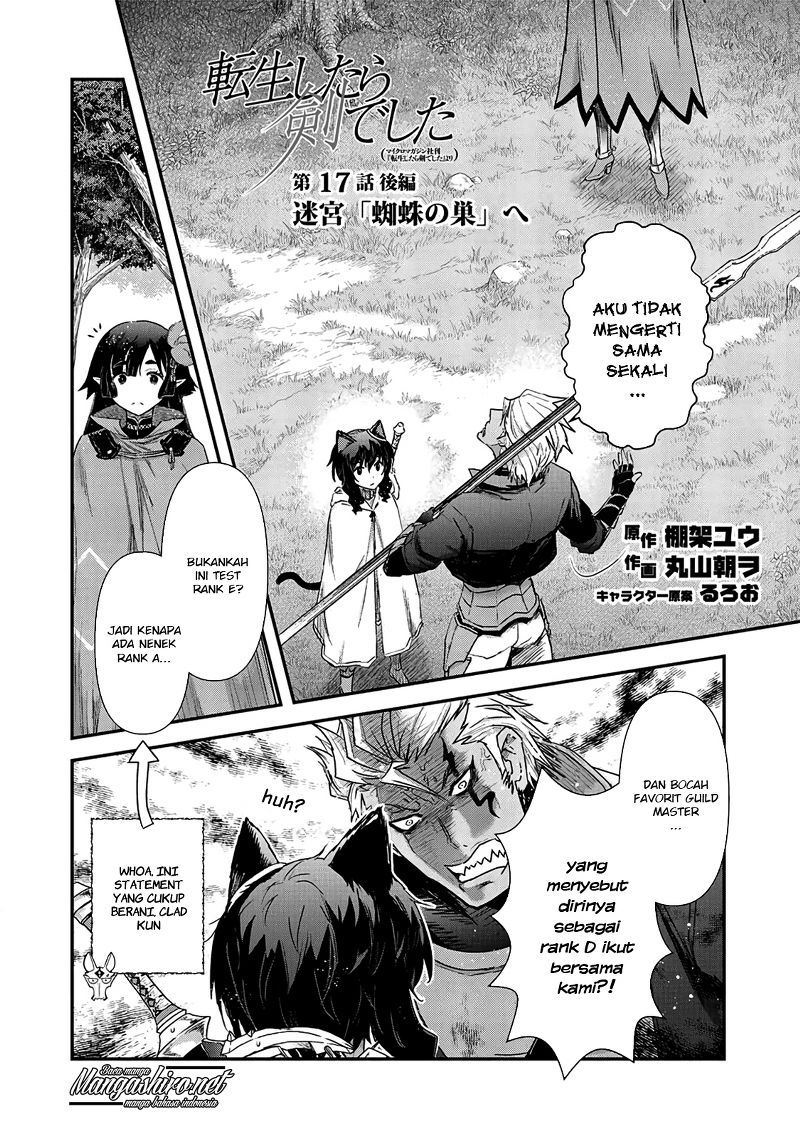 転生したら
剣でした
(マイクロマガジン社刊
『転生したら剣でした』より)
第17話 後編
迷宮「蜘蛛の巣」へ
AKU TIDAK
MENGERTI
SAMA
SEKALI
...
原作 棚架ユウ
作画 丸山朝ヲ
キャラクター原案 るろお
BUKANKAH
INI TEST
RANK E?
JADI KENAPA
ADA NENEK
RANK A...
DAN BOCAH
FAVORIT GUILD
MASTER
...
yang
menyebut
dirinya
sebagai
rank D ikut
bersama
kami?!
huh?
WHOA, INI
STATEMENT
YANG CUKUP
BERANI, CLAD
KUN
Baca manga
Mangashiro.net
manga bahasa indonesia